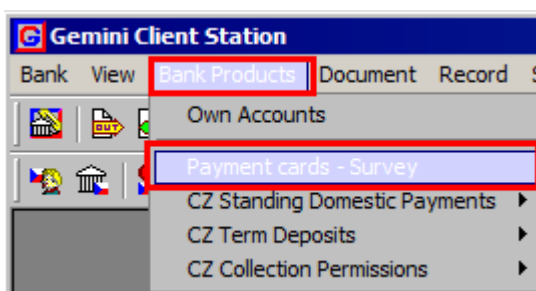 Gemini Client Station
Bank View Bank Products Document Record
OUT
Own Accounts
Payment cards - Survey
CZ Standing Domestic Payments
CZ Term Deposits
CZ Collection Permissions